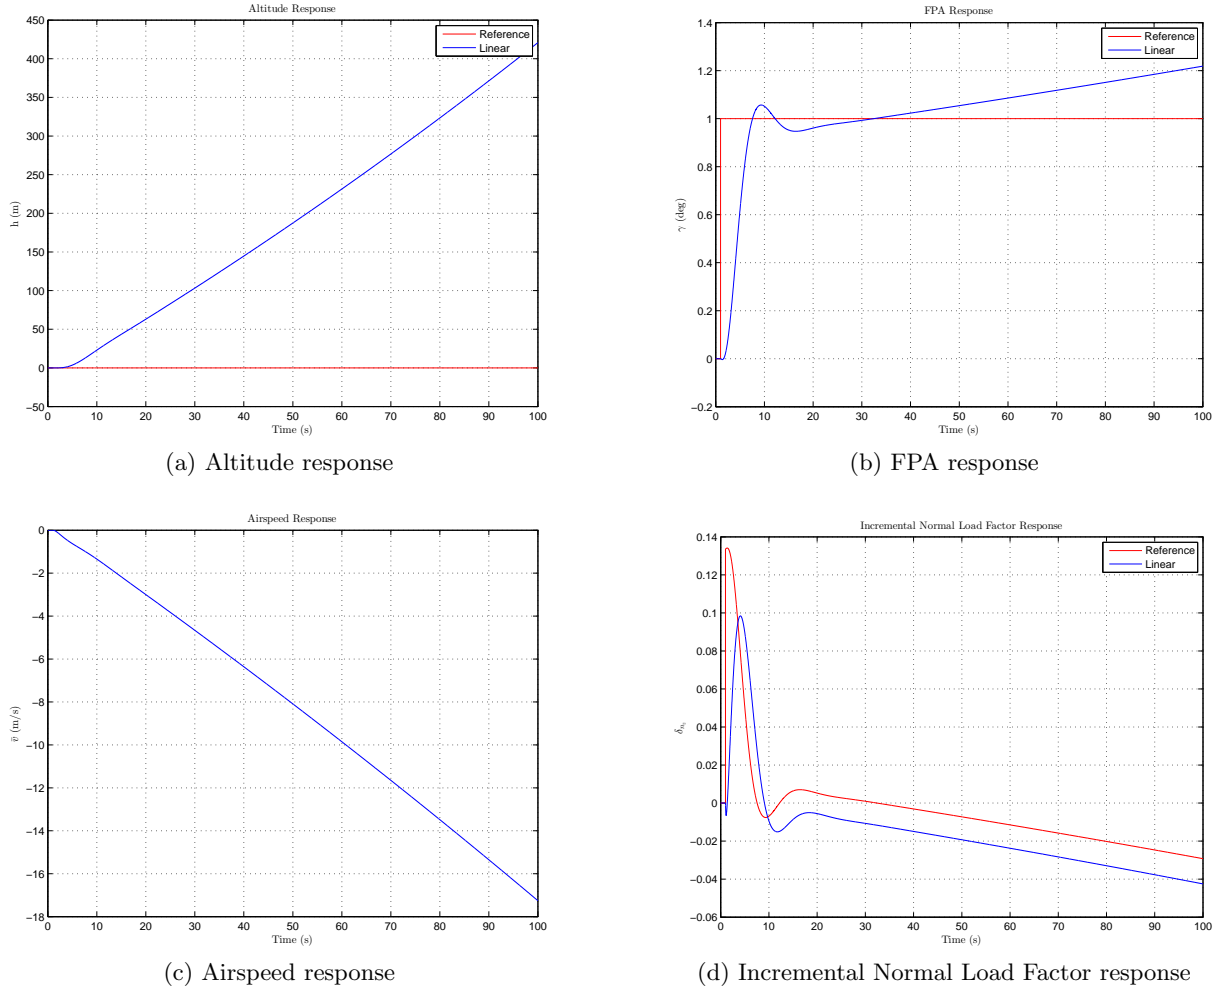 Altitude Response
450
400
350
300
250
200
150
100
50
0
−50
h (m)
0 10 20 30 40 50 60 70 80 90 100
Time (s)
Reference
Linear
(a) Altitude response
FPA Response
1.4
1.2
1
0.8
0.6
0.4
0.2
0
−0.2
γ (deg)
0 10 20 30 40 50 60 70 80 90 100
Time (s)
Reference
Linear
(b) FPA response
Airspeed Response
0
−2
−4
−6
−8
−10
−12
−14
−16
−18
v̄ (m/s)
0 10 20 30 40 50 60 70 80 90 100
Time (s)
(c) Airspeed response
Incremental Normal Load Factor Response
0.14
0.12
0.1
0.08
0.06
0.04
0.02
0
−0.02
−0.04
−0.06
0 10 20 30 40 50 60 70 80 90 100
Time (s)
Reference
Linear
(d) Incremental Normal Load Factor response